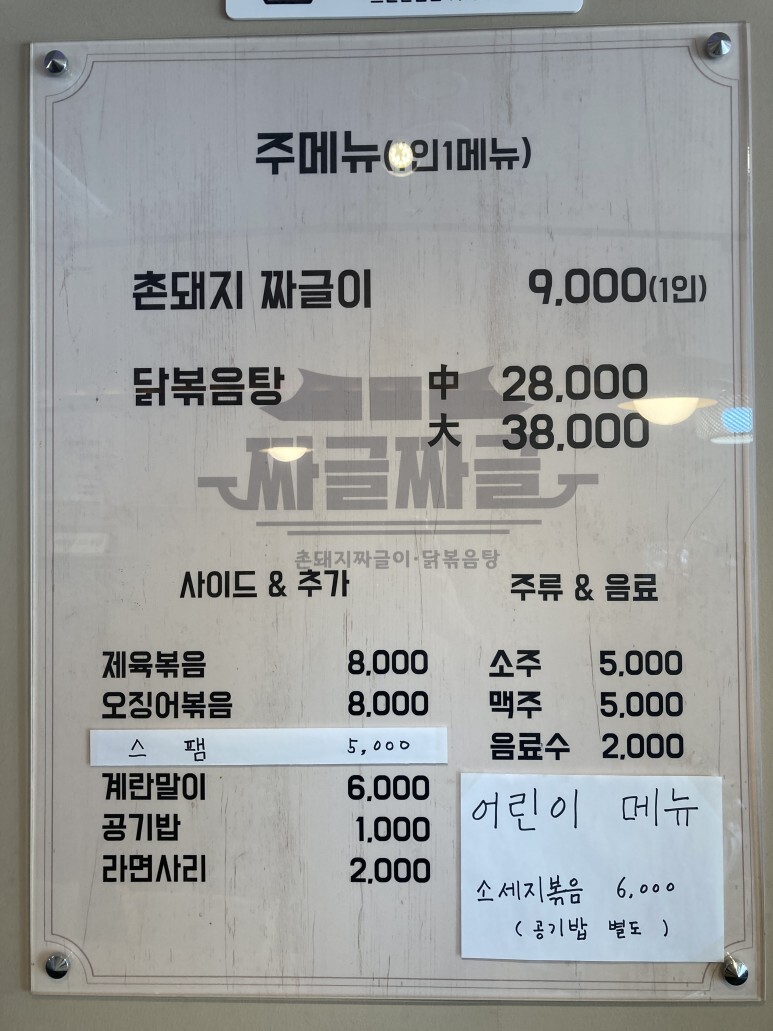 주메뉴(1인1메뉴)
촌돼지 짜글이 9,000(1인)
닭볶음탕 中 28,000
大 38,000
짜글짜글
촌돼지짜글이·닭볶음탕
사이드 & 추가
제육볶음 8,000
오징어볶음 8,000
스팸 5,000
계란말이 6,000
공기밥 1,000
라면사리 2,000
주류 & 음료
소주 5,000
맥주 5,000
음료수 2,000
어린이 메뉴
소세지볶음 6,000
(공기밥 별도)